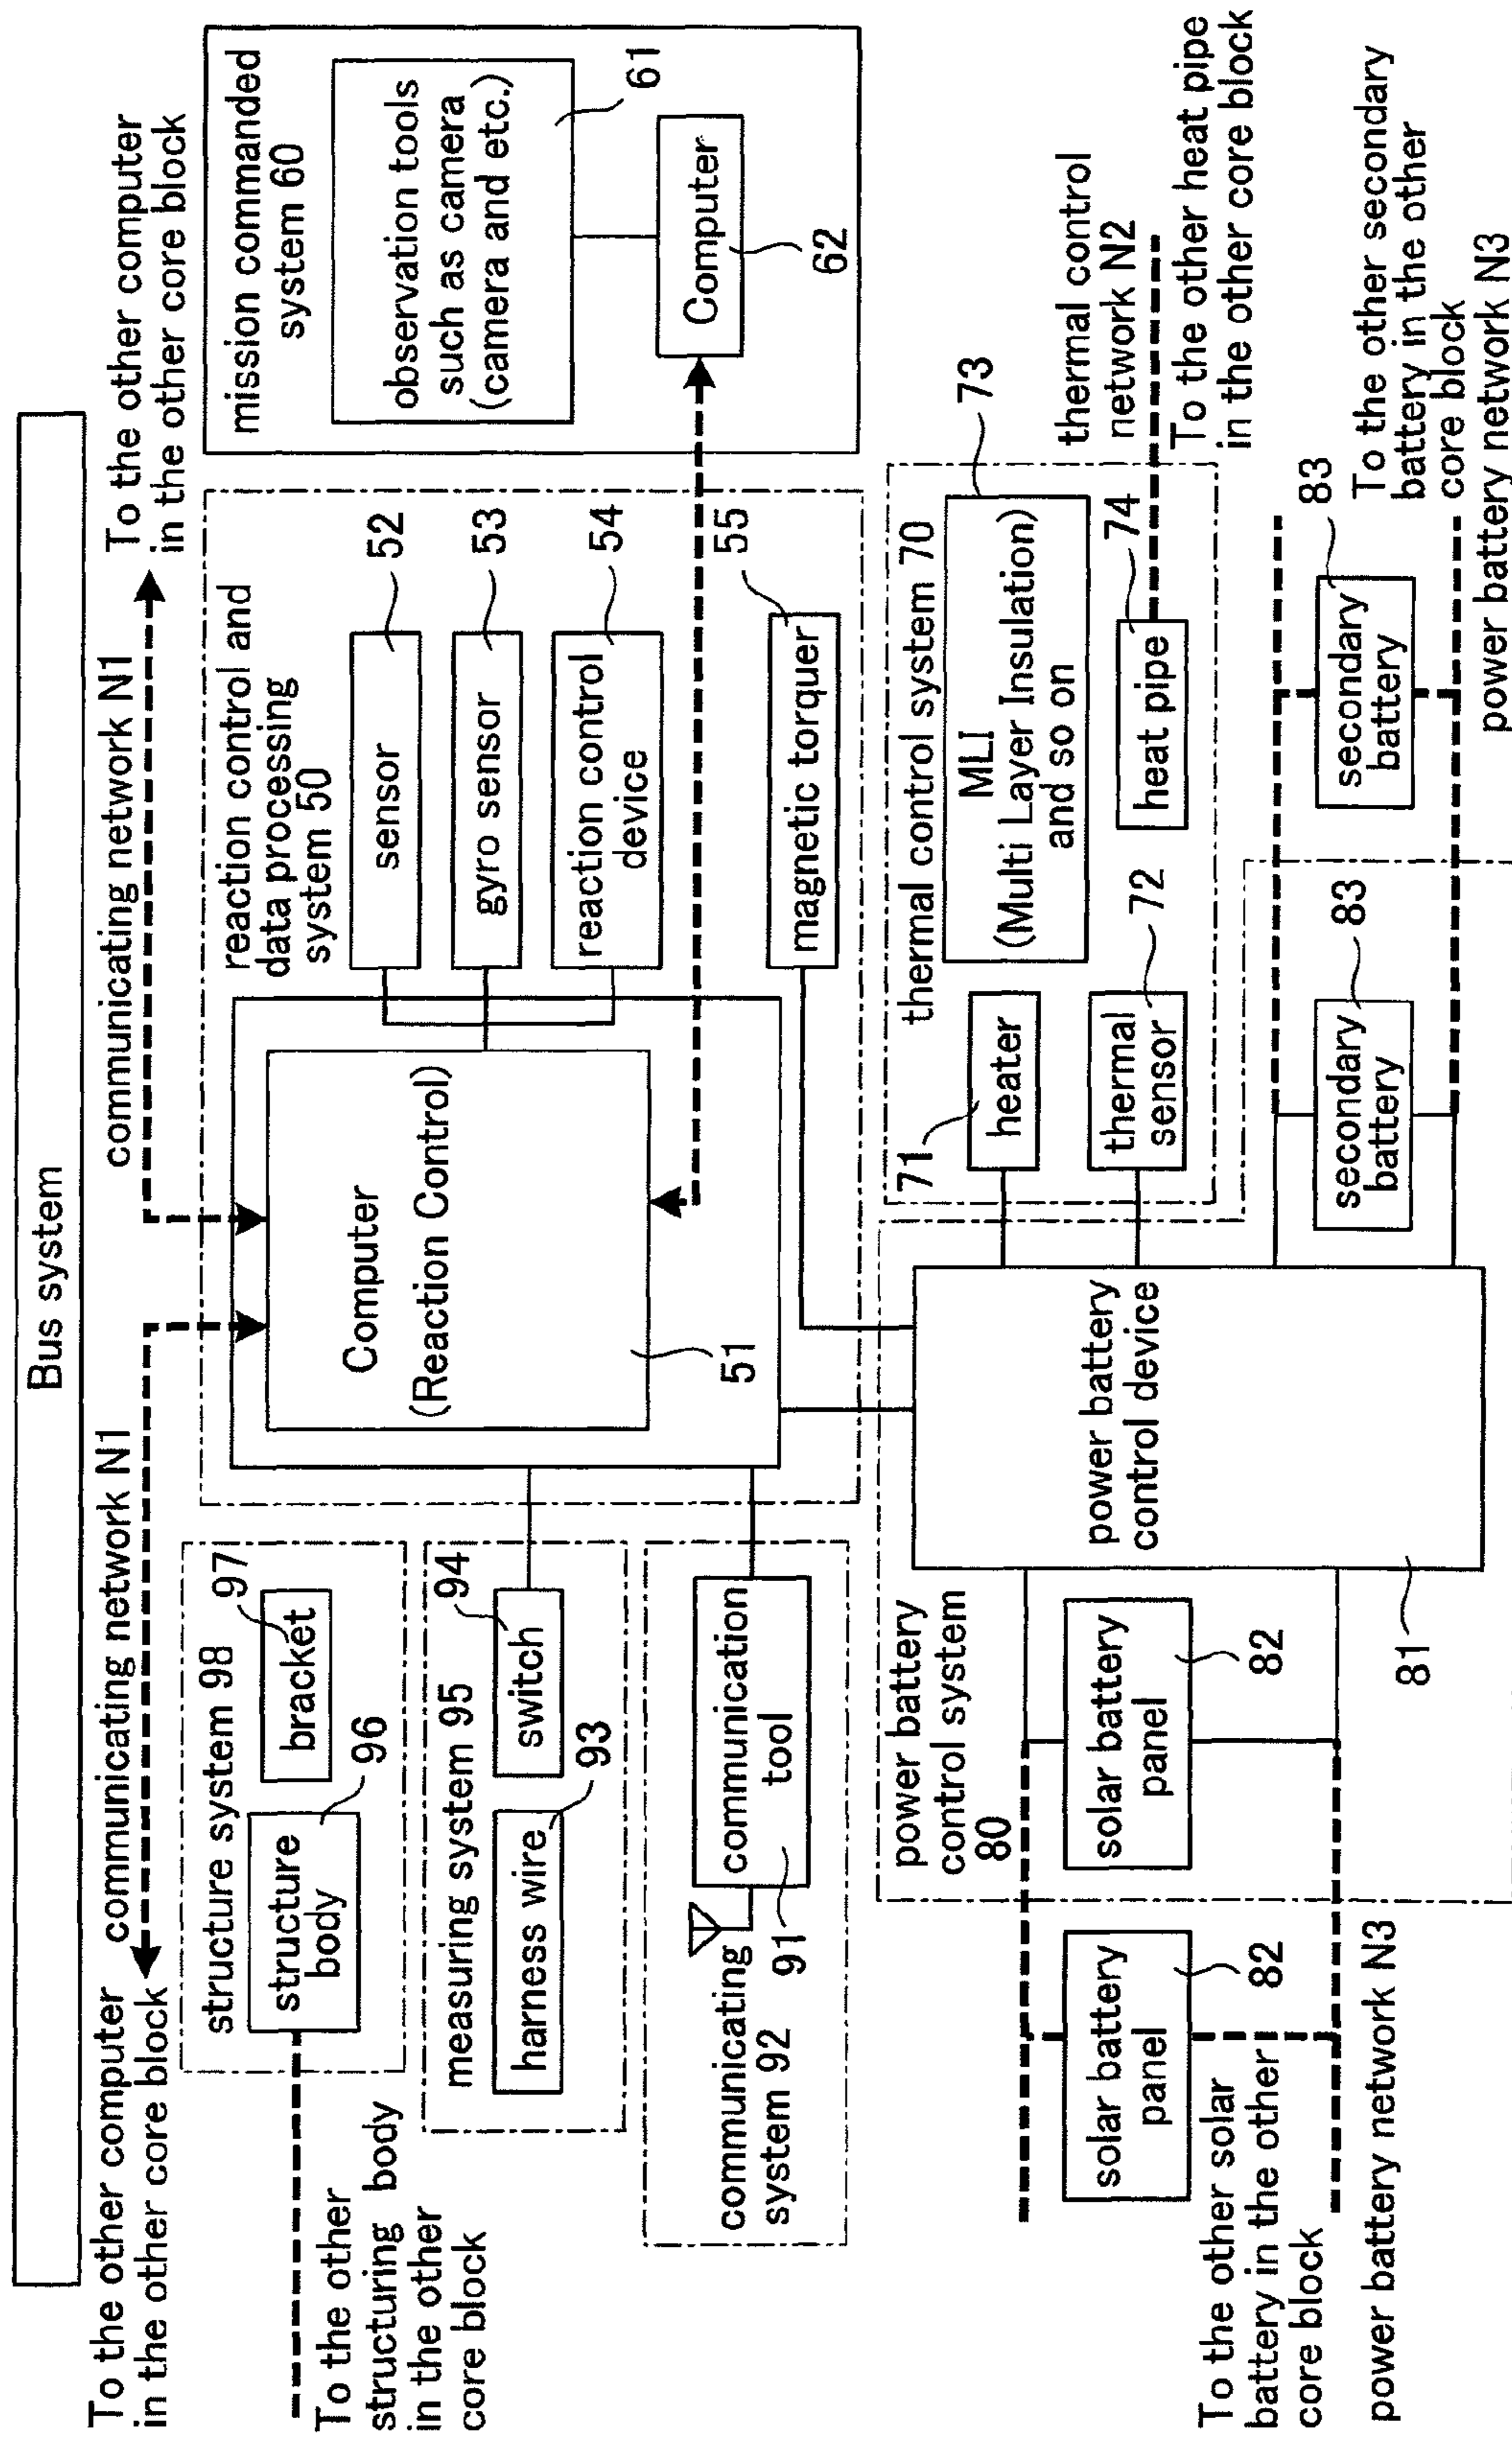 Bus system
To the other computer
in the other core block
communicating network N1
communicating network N1
To the other computer
in the other core block
structure system 98
97
bracket
structure
body
96
To the other
structuring body
in the other
core block
measuring system 95
94
switch
harness wire
93
communication
tool
91
communicating
system 92
reaction control and
data processing
system 50
Computer
(Reaction Control)
51
sensor
52
gyro sensor
53
reaction control
device
54
magnetic torquer
55
mission commanded
system 60
observation tools
such as camera
(camera and etc.)
61
Computer
62
thermal control system 70
71
heater
thermal
sensor
72
MLI
(Multi Layer Insulation)
and so on
73
heat pipe
74
thermal control
network N2
To the other heat pipe
in the other core block
power battery
control system
80
power battery
control device
81
solar battery
panel
82
solar battery
panel
82
To the other solar
battery in the other
core block
power battery network N3
secondary
battery
83
secondary
battery
83
To the other secondary
battery in the other
core block
power battery network N3